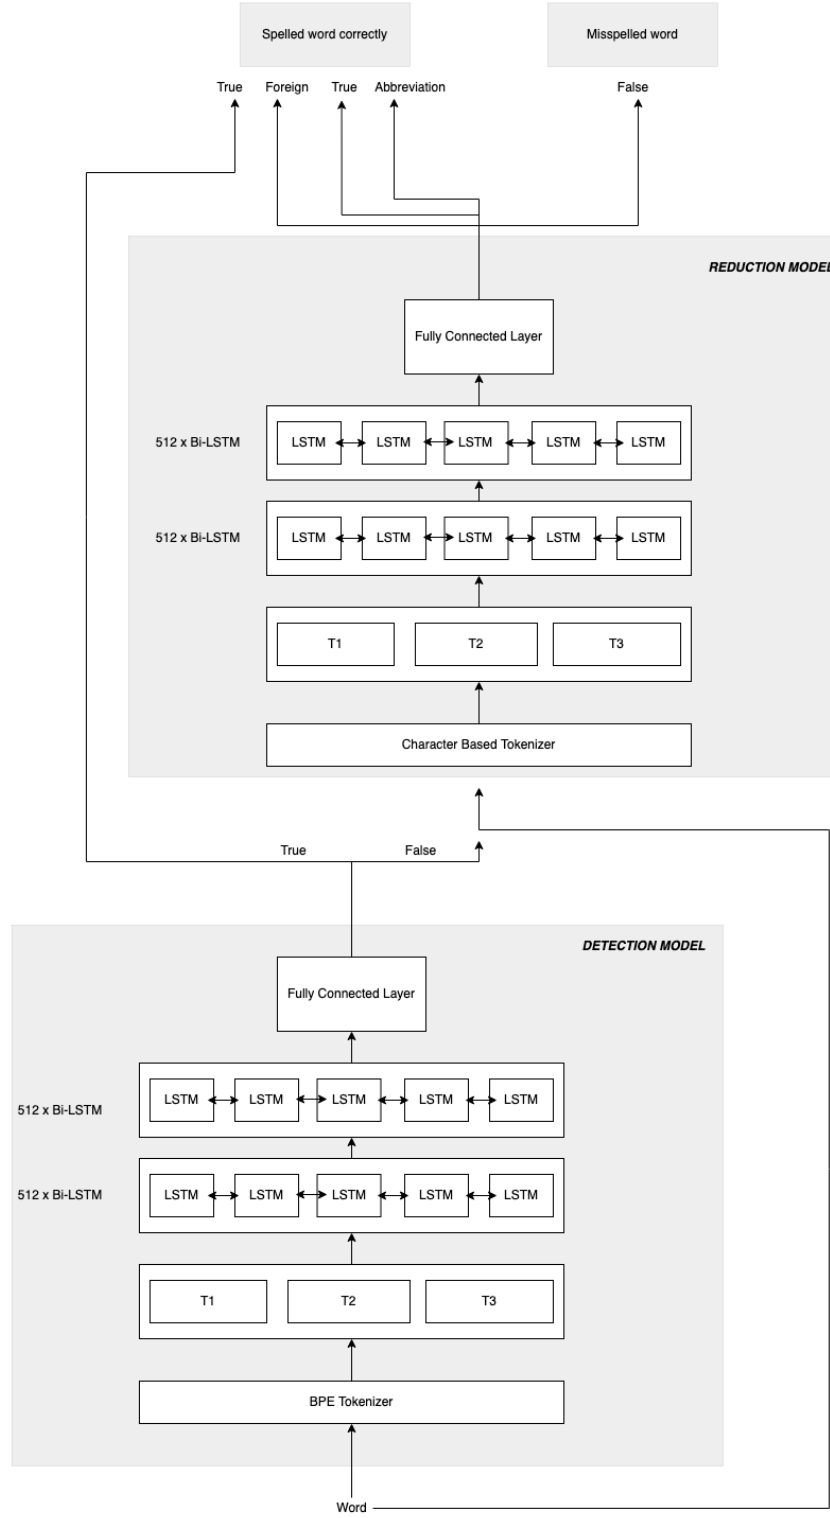 Spelled word correctly
Misspelled word
True Foreign True Abbreviation False
REDUCTION MODEL
Fully Connected Layer
512 x Bi-LSTM LSTM LSTM LSTM LSTM LSTM
512 x Bi-LSTM LSTM LSTM LSTM LSTM LSTM
T1 T2 T3
Character Based Tokenizer
True False
DETECTION MODEL
Fully Connected Layer
512 x Bi-LSTM LSTM LSTM LSTM LSTM LSTM
512 x Bi-LSTM LSTM LSTM LSTM LSTM LSTM
T1 T2 T3
BPE Tokenizer
Word